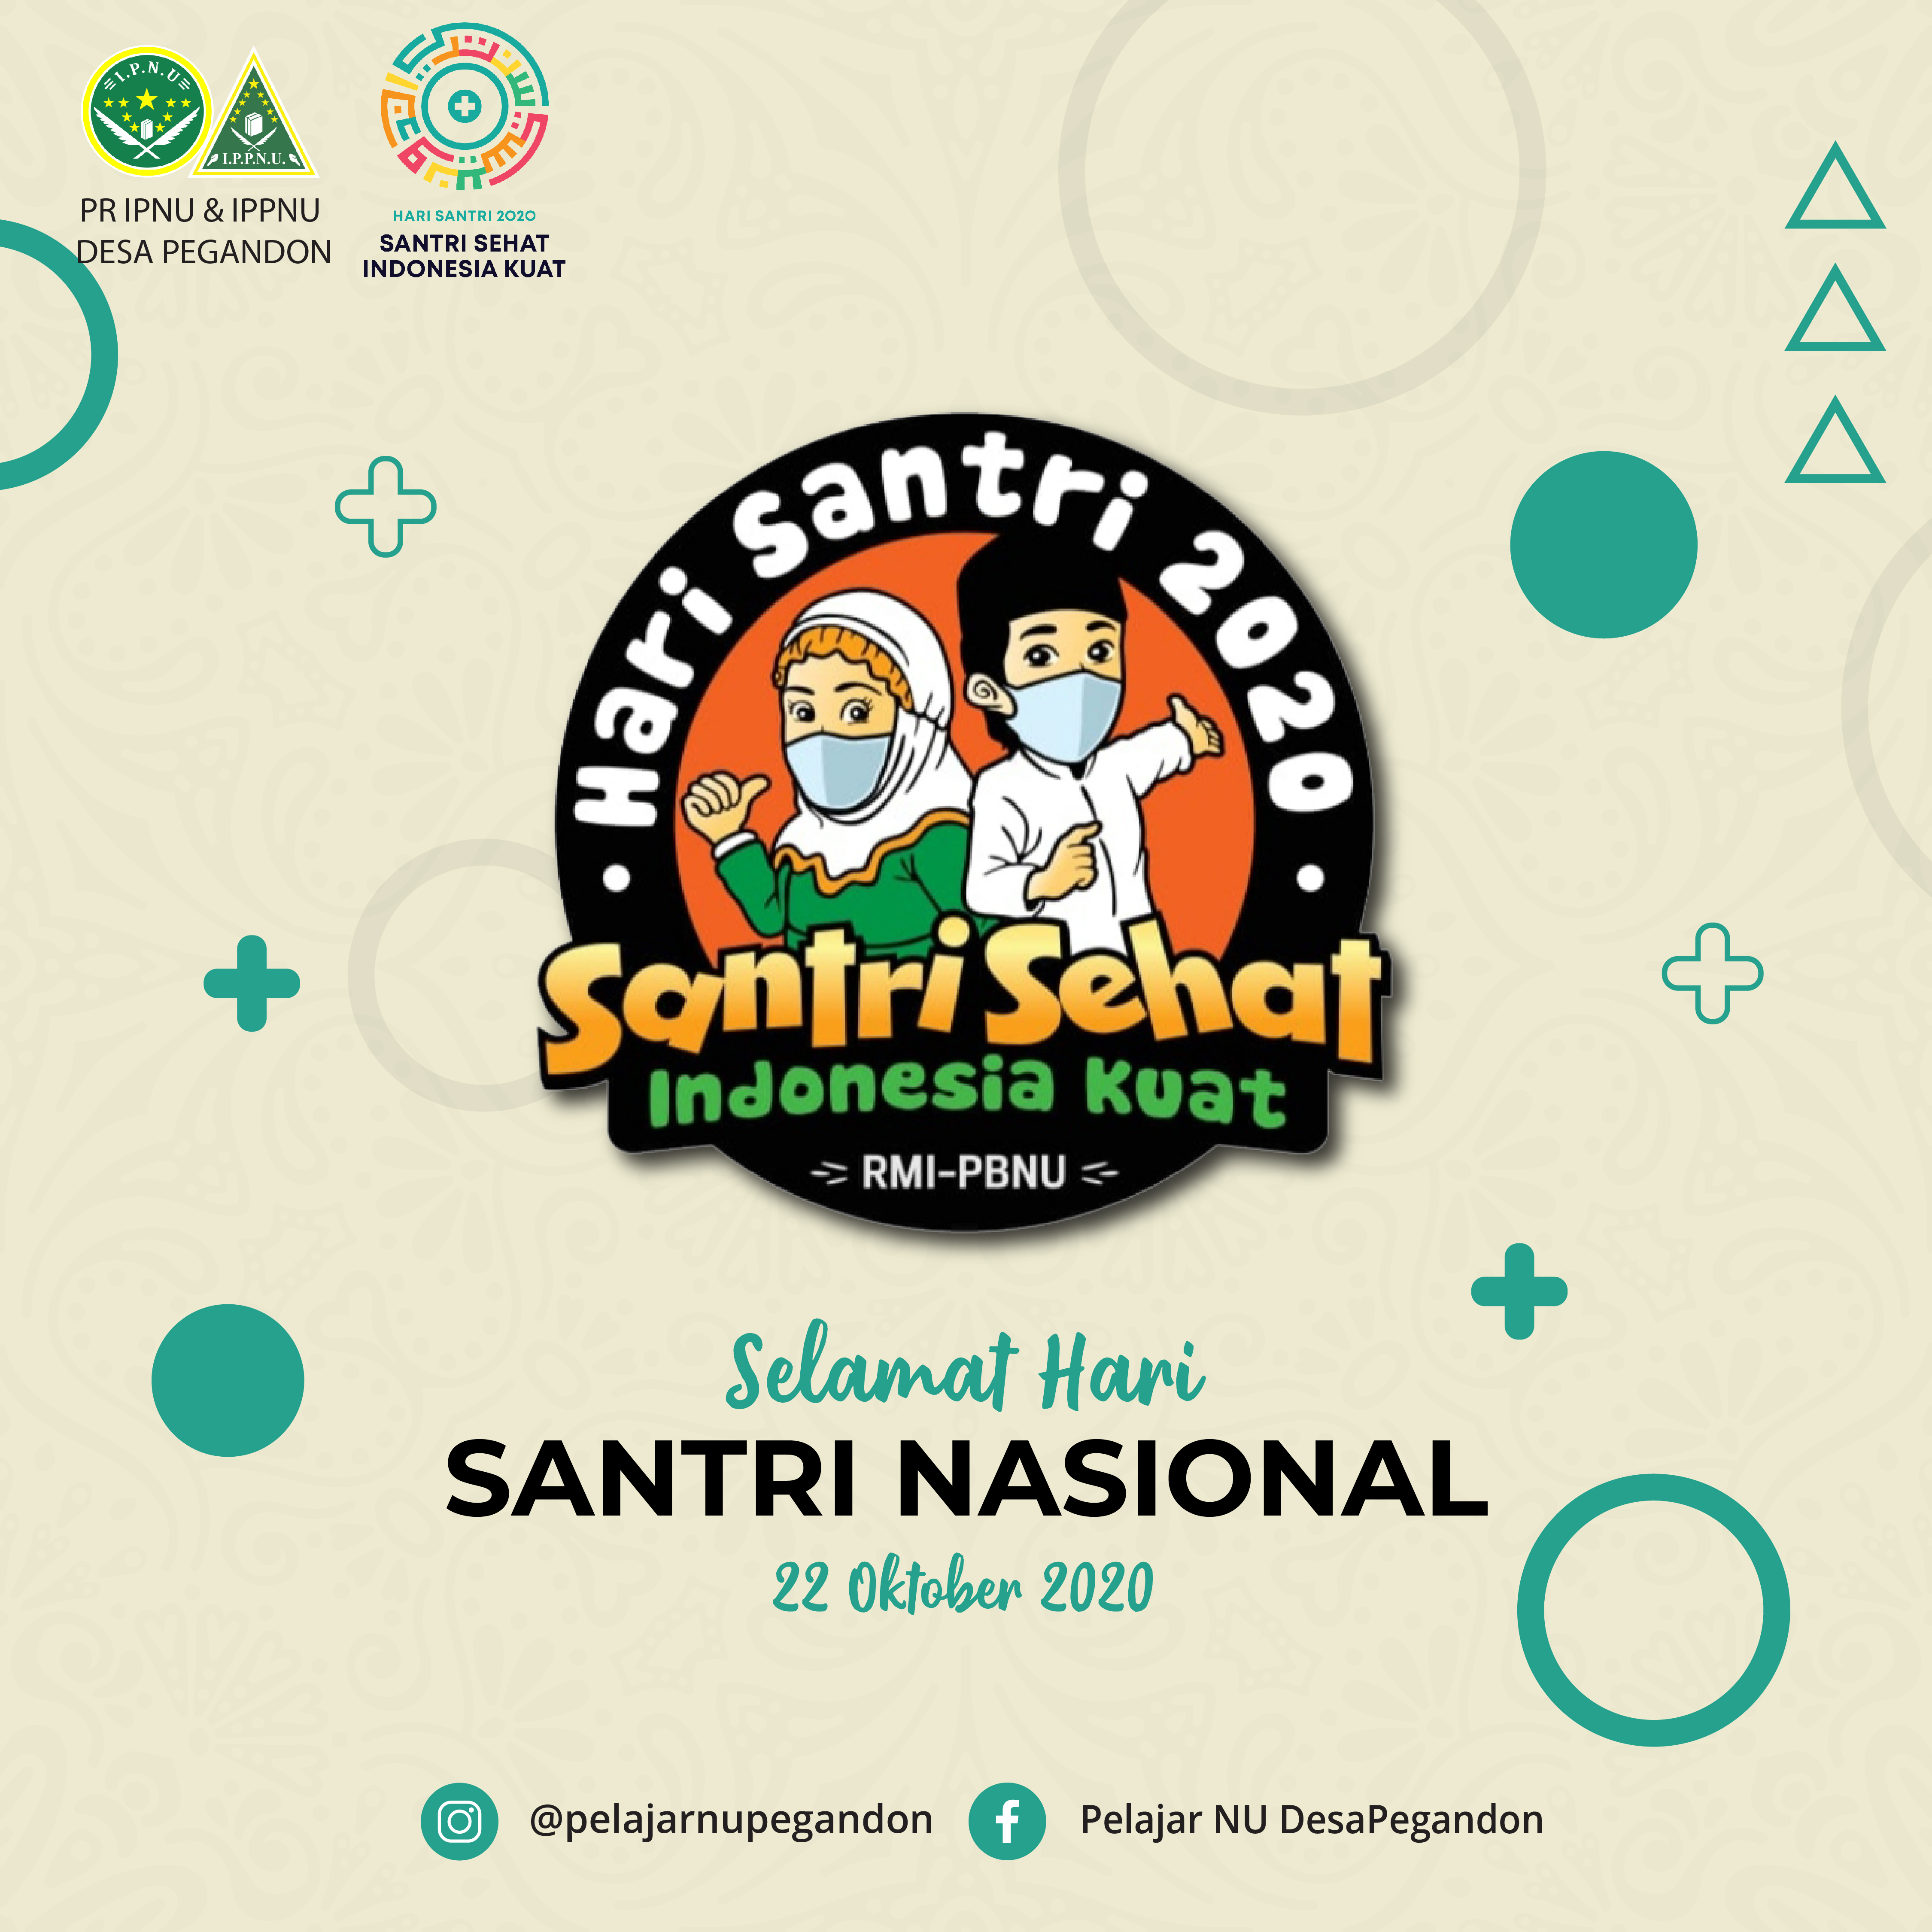 I.P.N.U
I.P.P.N.U.
PR IPNU & IPPNU
DESA PEGANDON
HARI SANTRI 2020
SANTRI SEHAT
INDONESIA KUAT
Hari Santri 2020
Santri Sehat
Indonesia Kuat
RMI-PBNU
Selamat Hari
SANTRI NASIONAL
22 Oktober 2020
@pelajarnupegandon
Pelajar NU DesaPegandon